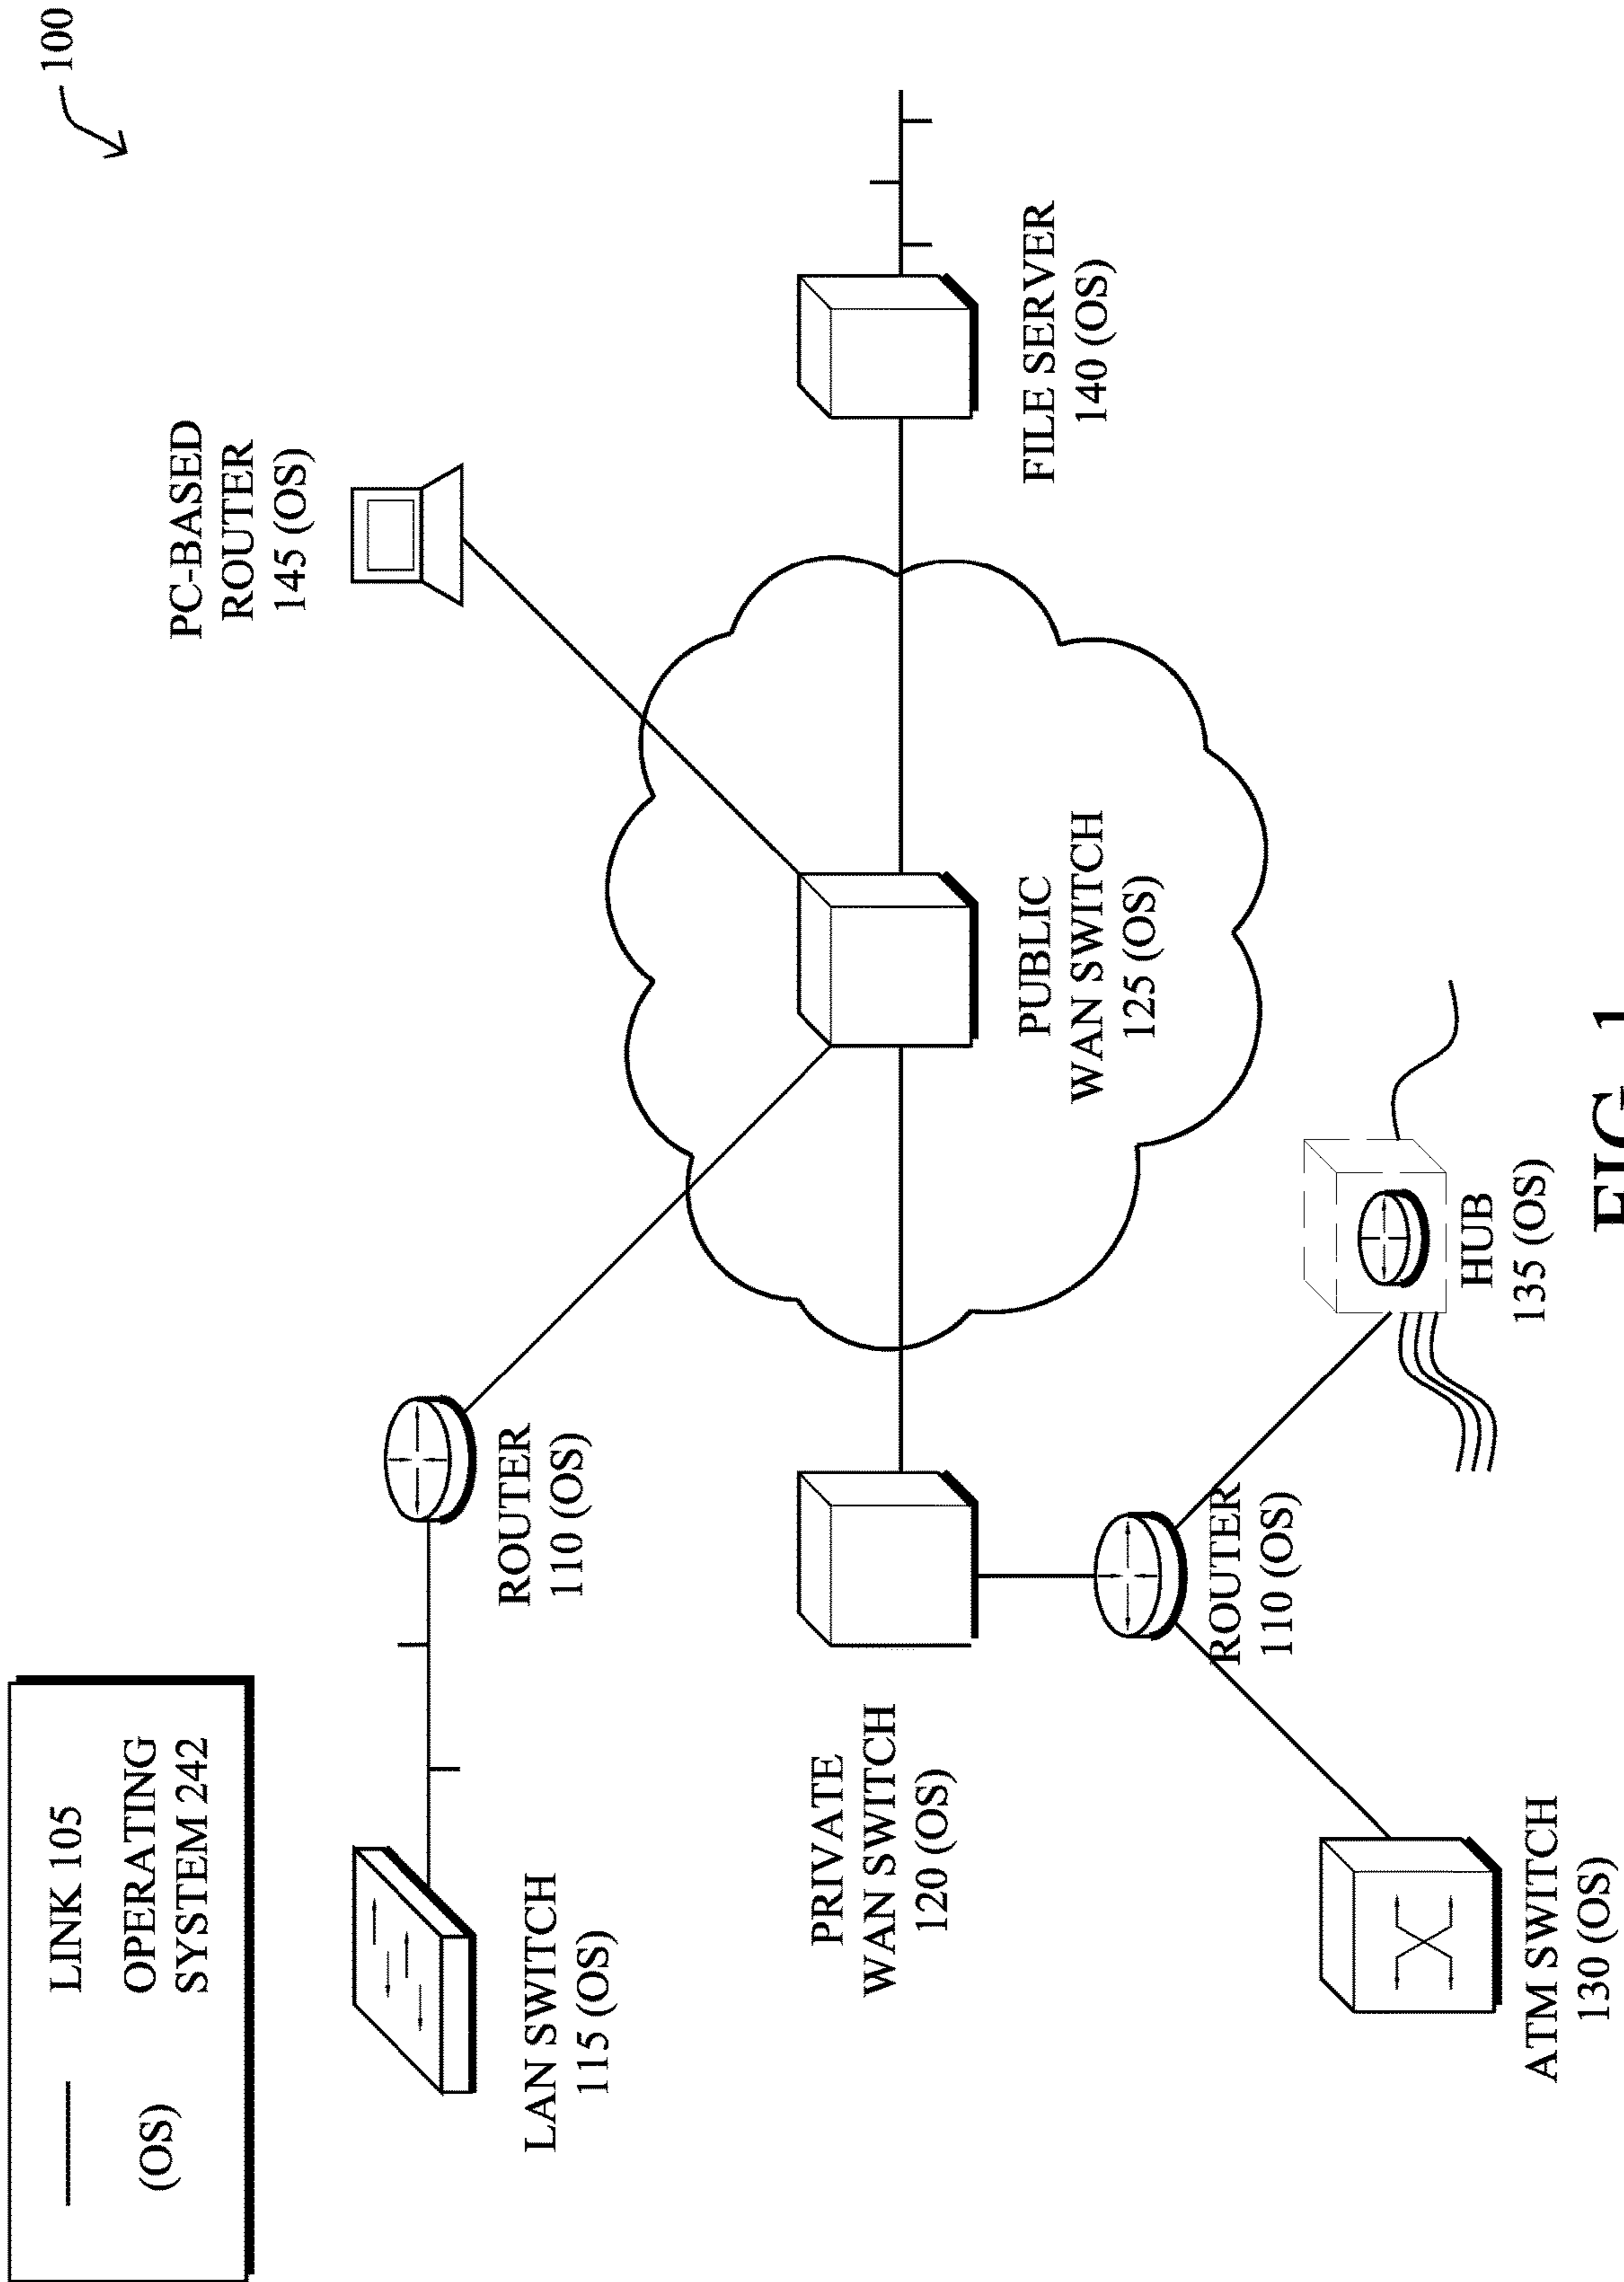 100
LINK 105
(OS)
OPERATING
SYSTEM 242
PC-BASED
ROUTER
145 (OS)
LAN SWITCH
115 (OS)
ROUTER
110 (OS)
PRIVATE
WAN SWITCH
120 (OS)
PUBLIC
WAN SWITCH
125 (OS)
FILE SERVER
140 (OS)
ROUTER
110 (OS)
ATM SWITCH
130 (OS)
HUB
135 (OS)
FIG. 1